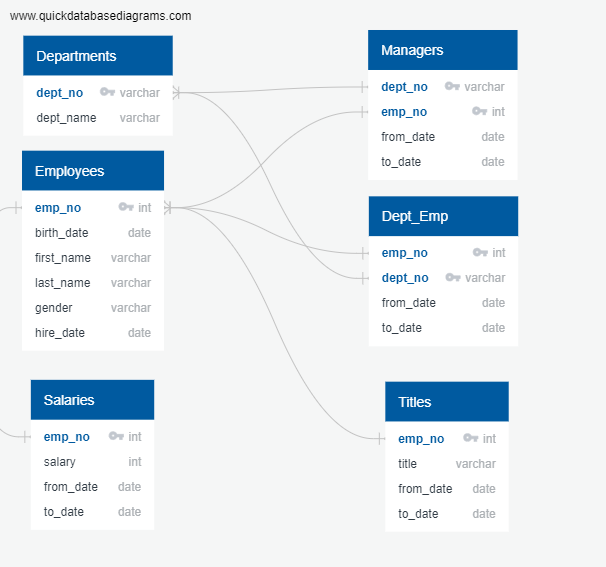 www.quickdatabasediagrams.com
Departments
dept_no varchar
dept_name varchar
Employees
emp_no int
birth_date date
first_name varchar
last_name varchar
gender varchar
hire_date date
Salaries
emp_no int
salary int
from_date date
to_date date
Managers
dept_no varchar
emp_no int
from_date date
to_date date
Dept_Emp
emp_no int
dept_no varchar
from_date date
to_date date
Titles
emp_no int
title varchar
from_date date
to_date date